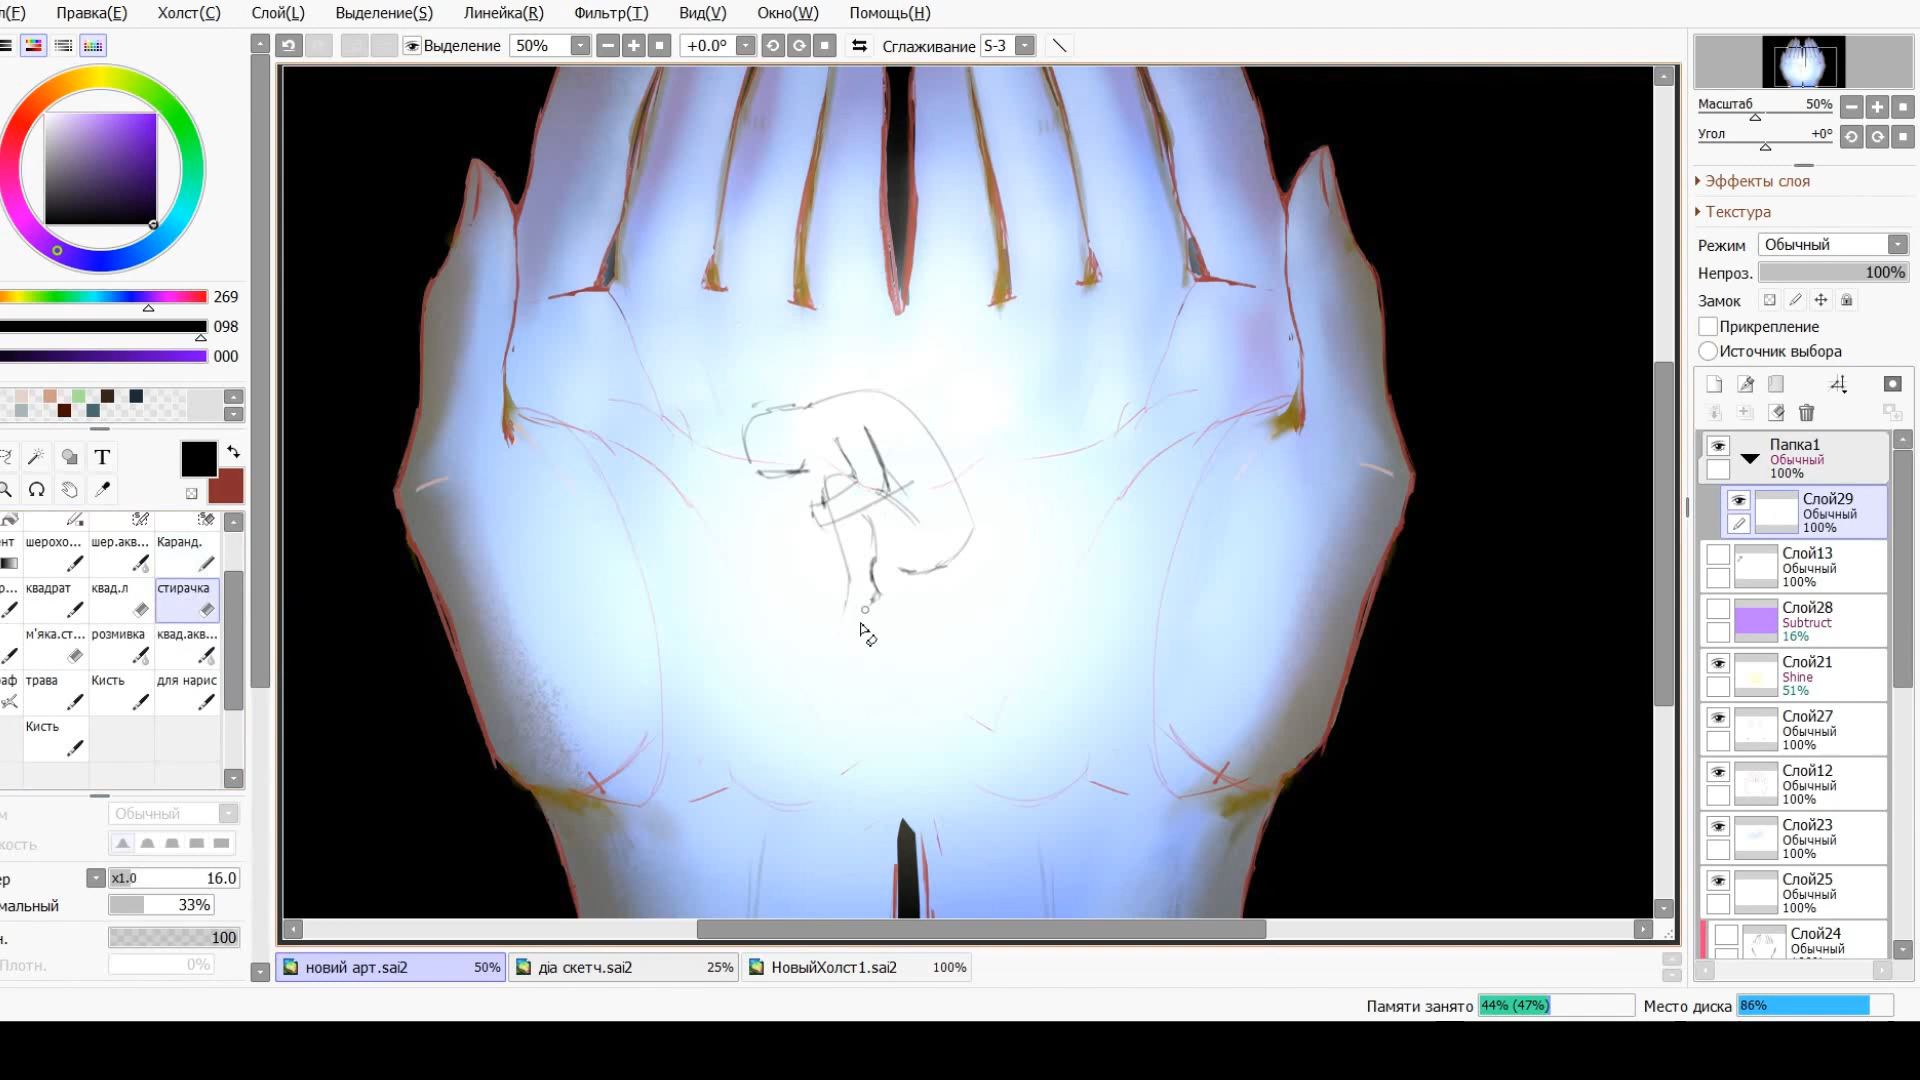 л(F) Правка(E) Холст(C) Слой(L) Выделение(S) Линейка(R) Фильтр(T) Вид(V) Окно(W) Помощь(H)
Выделение 50% +0.0° Сглаживание S-3
Масштаб 50%
Угол +0°
Эффекты слоя
Текстура
Режим Обычный
Непроз. 100%
Замок
Прикрепление
Источник выбора
269
098
000
T
нт шерохо... шер.акв... Каранд.
р... квадрат квад.л стирачка
м'яка.ст... розмивка квад.акв...
аф трава Кисть для нарис
Кисть
м Обычный
кость
ер x1.0 16.0
мальный 33%
н. 100
Плотн. 0%
Папка1
Обычный
100%
Слой29
Обычный
100%
Слой13
Обычный
100%
Слой28
Subtruct
16%
Слой21
Shine
51%
Слой27
Обычный
100%
Слой12
Обычный
100%
Слой23
Обычный
100%
Слой25
Обычный
100%
Слой24
Обычный
новий арт.sai2 50% діа скетч.sai2 25% НовыйХолст1.sai2 100%
Памяти занято 44% (47%) Место диска 86%